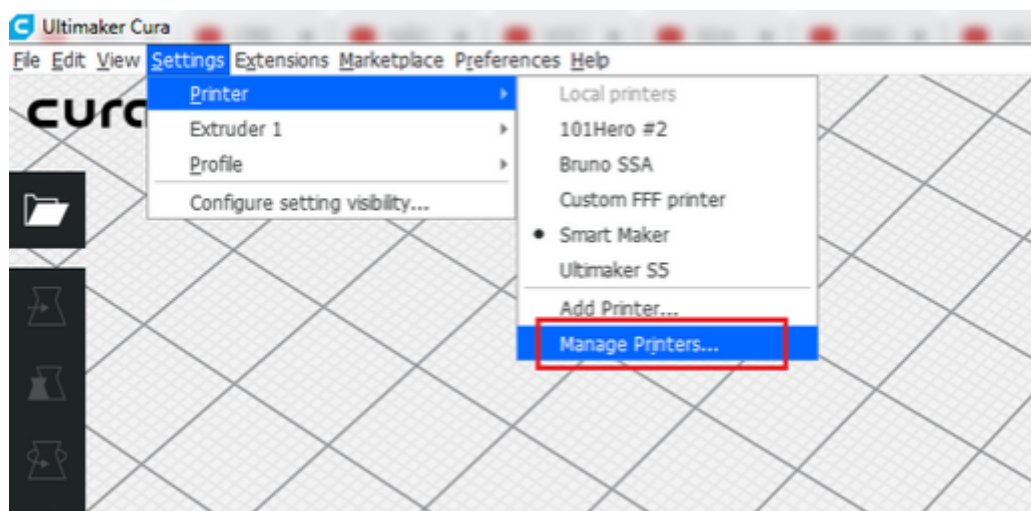 Ultimaker Cura
File Edit View Settings Extensions Marketplace Preferences Help
cura
Printer
Extruder 1
Profile
Configure setting visibility...
Local printers
101Hero #2
Bruno SSA
Custom FFF printer
Smart Maker
Ultimaker S5
Add Printer...
Manage Printers...